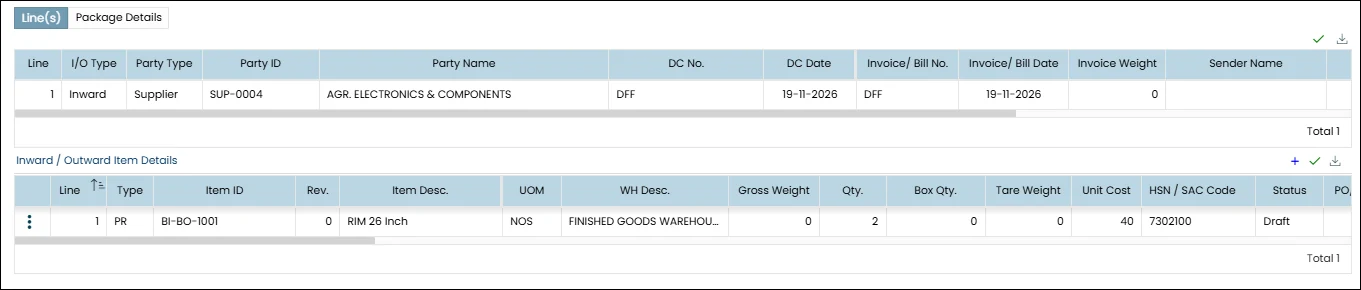 Line(s) Package Details
Line I/O Type Party Type Party ID Party Name DC No. DC Date Invoice/ Bill No. Invoice/ Bill Date Invoice Weight Sender Name
1 Inward Supplier SUP-0004 AGR. ELECTRONICS & COMPONENTS DFF 19-11-2026 DFF 19-11-2026 0
Total 1
Inward / Outward Item Details
Line Type Item ID Rev. Item Desc. UOM WH Desc. Gross Weight Qty. Box Qty. Tare Weight Unit Cost HSN / SAC Code Status PO/
1 PR BI-BO-1001 0 RIM 26 Inch NOS FINISHED GOODS WAREHOU... 0 2 0 0 40 7302100 Draft
Total 1